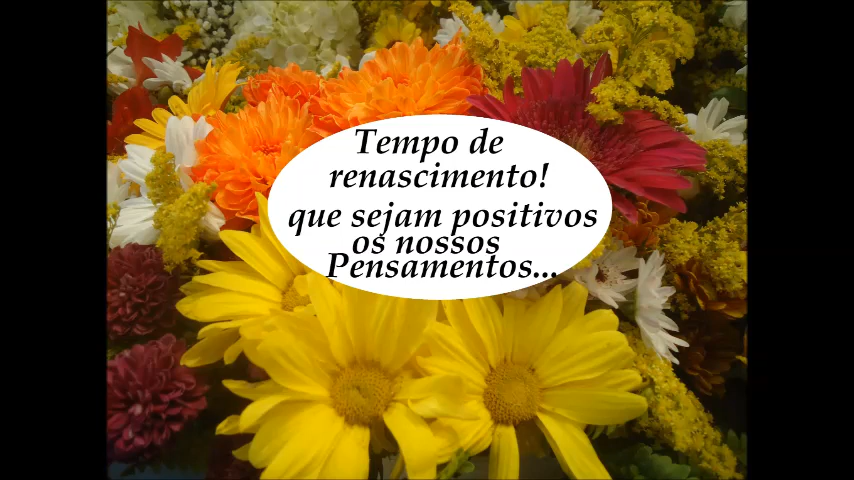 Tempo de
renascimento!
que sejam positivos
os nossos
Pensamentos...